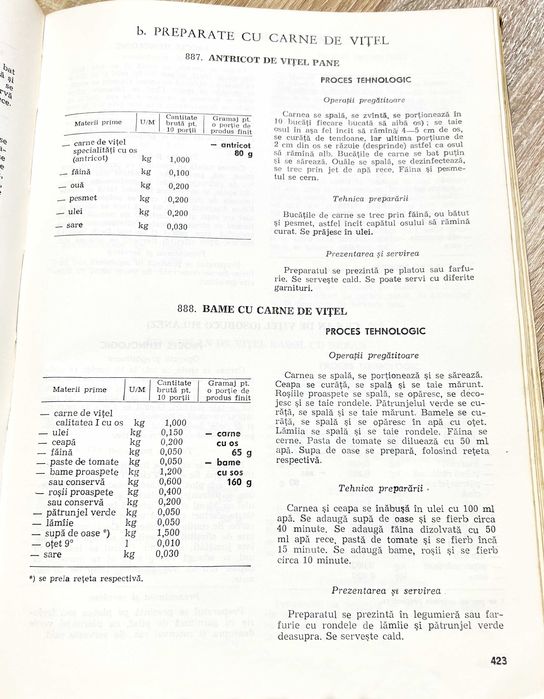 b. PREPARATE CU CARNE DE VIȚEL
887. ANTRICOT DE VIȚEL PANE
Materii prime U/M Cantitate brută pt. 10 porții Gramaj pt. o porție de produs finit
— carne de vițel
specialități cu os — antricot
(antricot) kg 1,000 80 g
— făină kg 0,100
— ouă kg 0,200
— pesmet kg 0,200
— ulei kg 0,200
— sare kg 0,030
PROCES TEHNOLOGIC
Operații pregătitoare
Carnea se spală, se zvîntă, se porționează în
10 bucăți fiecare bucată să aibă os); se taie
osul în așa fel încît să rămînă 4—5 cm de os,
se curăță de tendoane, iar ultima porțiune de
2 cm din os se răzuie (desprinde) astfel ca osul
să rămînă alb. Bucățile de carne se bat puțin
și se sărează. Ouăle se spală, se dezinfectează,
se trec prin jet de apă rece. Făina și pesme-
tul se cern.
Tehnica preparării
Bucățile de carne se trec prin făină, ou bătut
și pesmet, astfel încît capătul osului să rămînă
curat. Se prăjesc în ulei.
Prezentarea și servirea
Preparatul se prezintă pe platou sau farfu-
rie. Se servește cald. Se poate servi cu diferite
garnituri.
888. BAME CU CARNE DE VIȚEL
Materii prime U/M Cantitate brută pt. 10 porții Gramaj pt. o porție de produs finit
— carne de vițel
calitatea I cu os kg 1,000
— ulei kg 0,150 — carne
— ceapă kg 0,200 cu os
— făină kg 0,050 65 g
— paste de tomate kg 0,050 — bame
— bame proaspete kg 1,200 cu sos
sau conservă kg 0,600 160 g
— roșii proaspete kg 0,400
sau conservă kg 0,200
— pătrunjel verde kg 0,050
— lămîie kg 0,050
— supă de oase *) kg 1,500
— oțet 9° l 0,010
— sare kg 0,030
*) se preia rețeta respectivă.
PROCES TEHNOLOGIC
Operații pregătitoare
Carnea se spală, se porționează și se sărează.
Ceapa se curăță, se spală și se taie mărunt.
Roșiile proaspete se spală, se opăresc, se deco-
jesc și se taie rondele. Pătrunjelul verde se cu-
răță, se spală și se taie mărunt. Bamele se cu-
răță, se spală și se opăresc în apă cu oțet.
Lămîia se spală și se taie rondele. Făina se
cerne. Pasta de tomate se diluează cu 50 ml
apă. Supa de oase se prepară, folosind rețeta
respectivă.
Tehnica preparării
Carnea și ceapa se înăbușă în ulei cu 100 ml
apă. Se adaugă supă de oase și se fierb circa
40 minute. Se adaugă făina dizolvată cu 50
ml apă rece, pastă de tomate și se fierb încă
15 minute. Se adaugă bame, roșii și se fierb
circa 10 minute.
Prezentarea și servirea
Preparatul se prezintă în legumieră sau far-
furie cu rondele de lămîie și pătrunjel verde
deasupra. Se servește cald.
423